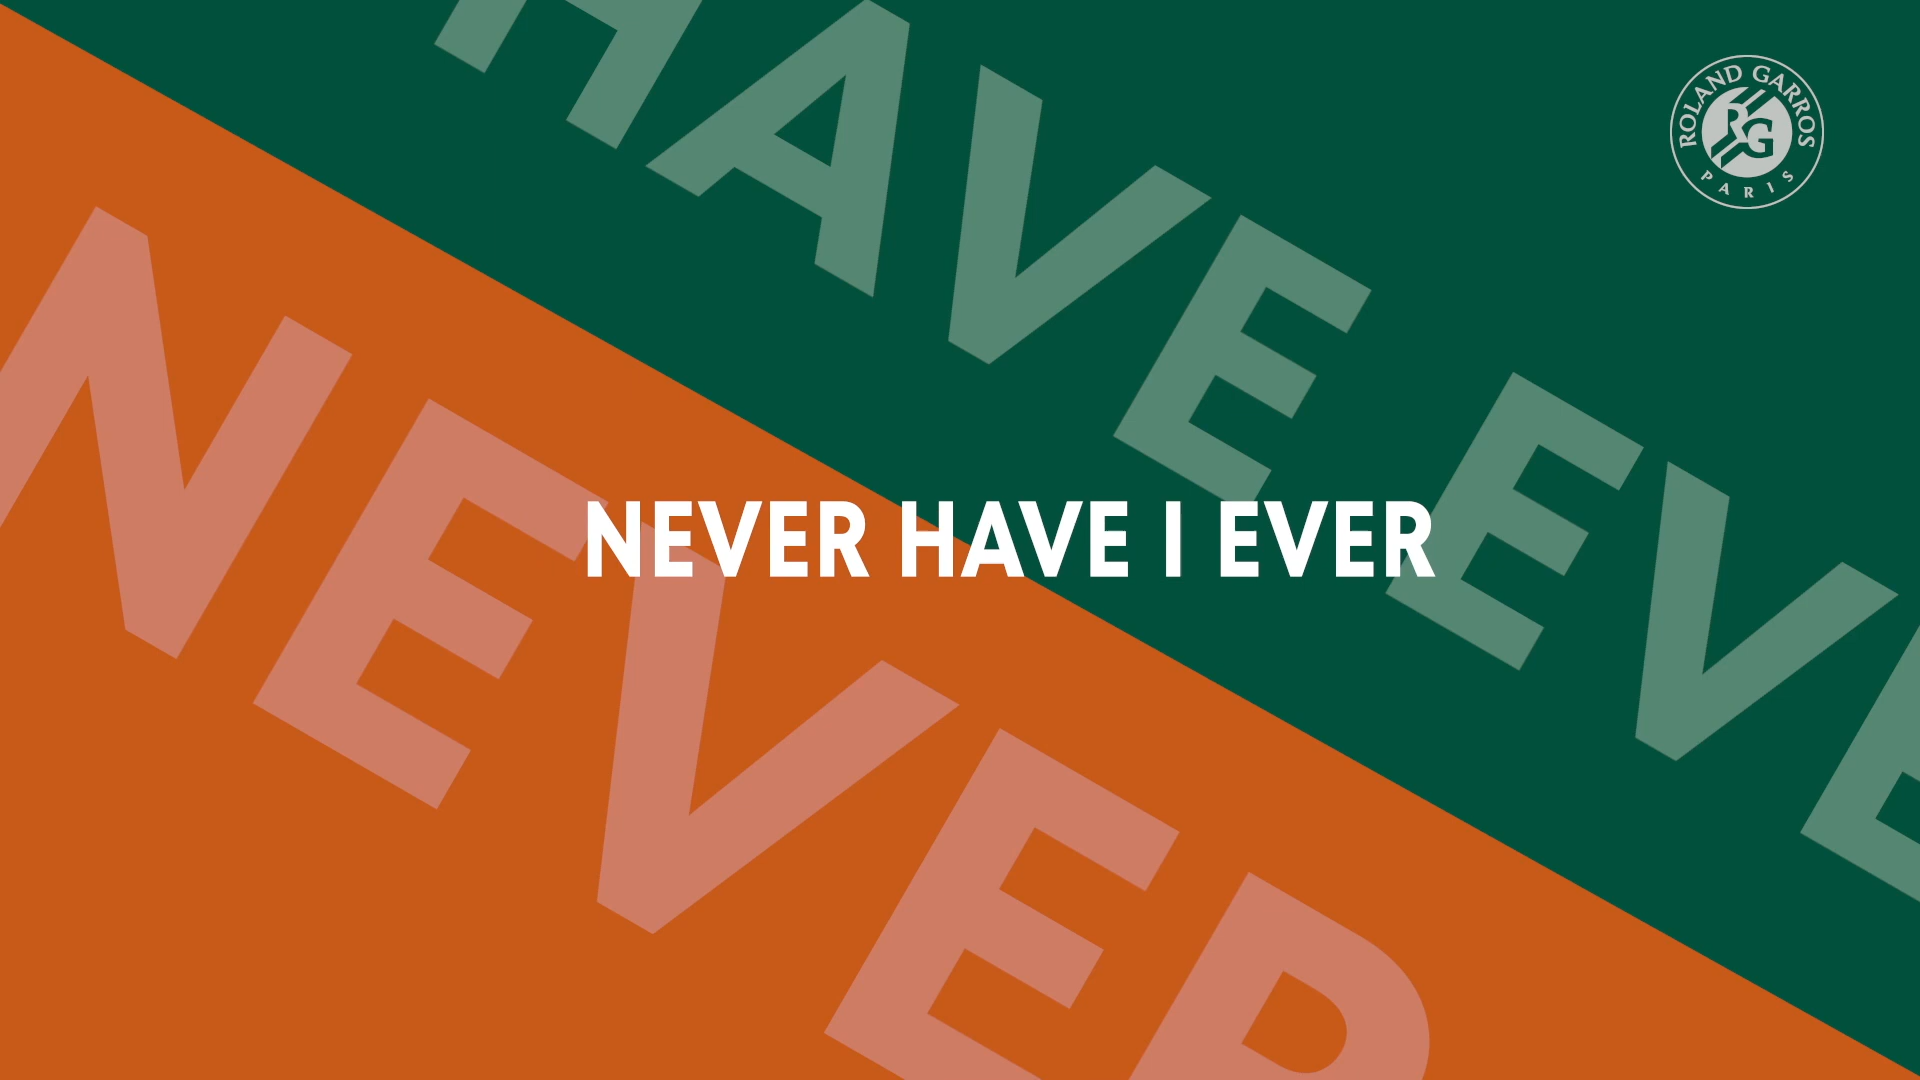 HAVE EVE
ROLAND GARROS
RG
PARIS
NEVER HAVE I EVER
NEVER